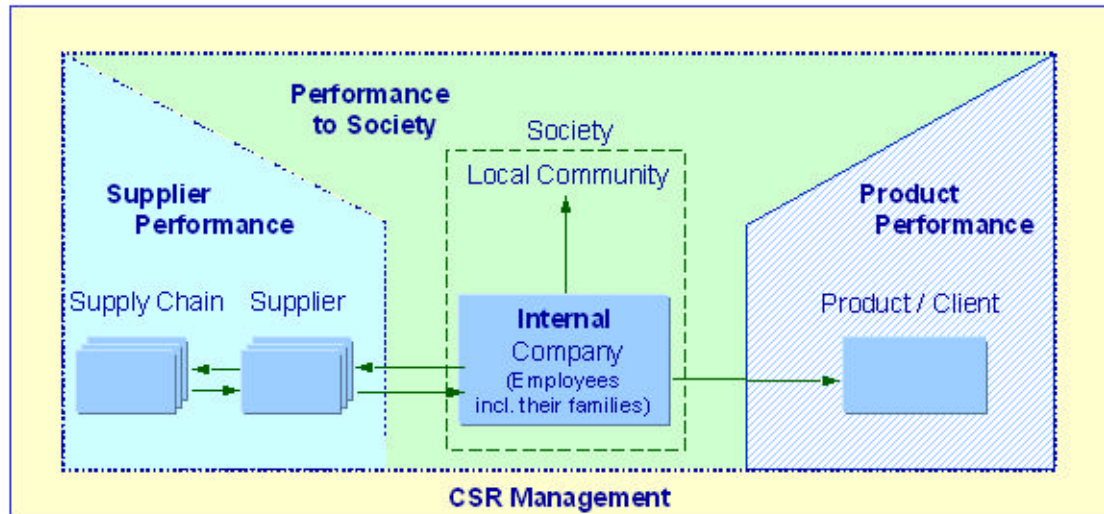 Performance
to Society
Society
Local Community
Supplier
Performance
Product
Performance
Supply Chain
Supplier
Product / Client
Internal
Company
(Employees
incl. their families)
CSR Management